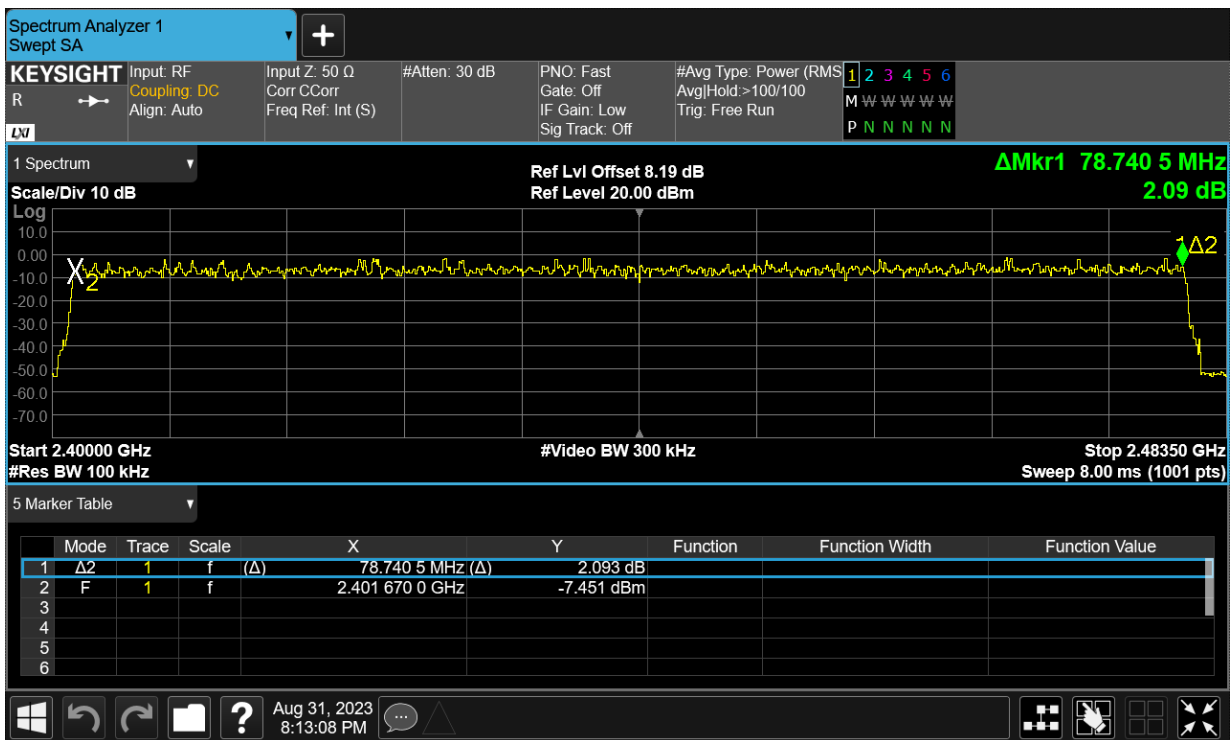 Spectrum Analyzer 1
Swept SA
KEYSIGHT
R
LXI
Input: RF
Coupling: DC
Align: Auto
Input Z: 50 Ω
Corr CCorr
Freq Ref: Int (S)
#Atten: 30 dB
PNO: Fast
Gate: Off
IF Gain: Low
Sig Track: Off
#Avg Type: Power (RMS
Avg|Hold:>100/100
Trig: Free Run
1 2 3 4 5 6
M W W W W W
P N N N N N
1 Spectrum
Scale/Div 10 dB
Ref Lvl Offset 8.19 dB
Ref Level 20.00 dBm
ΔMkr1 78.740 5 MHz
2.09 dB
Log
10.0
0.00
-10.0
-20.0
-30.0
-40.0
-50.0
-60.0
-70.0
X2
1Δ2
Start 2.40000 GHz
#Video BW 300 kHz
Stop 2.48350 GHz
#Res BW 100 kHz
Sweep 8.00 ms (1001 pts)
5 Marker Table
Mode Trace Scale X Y Function Function Width Function Value
1 Δ2 1 f (Δ) 78.740 5 MHz (Δ) 2.093 dB
2 F 1 f 2.401 670 0 GHz -7.451 dBm
3
4
5
6
?
Aug 31, 2023
8:13:08 PM